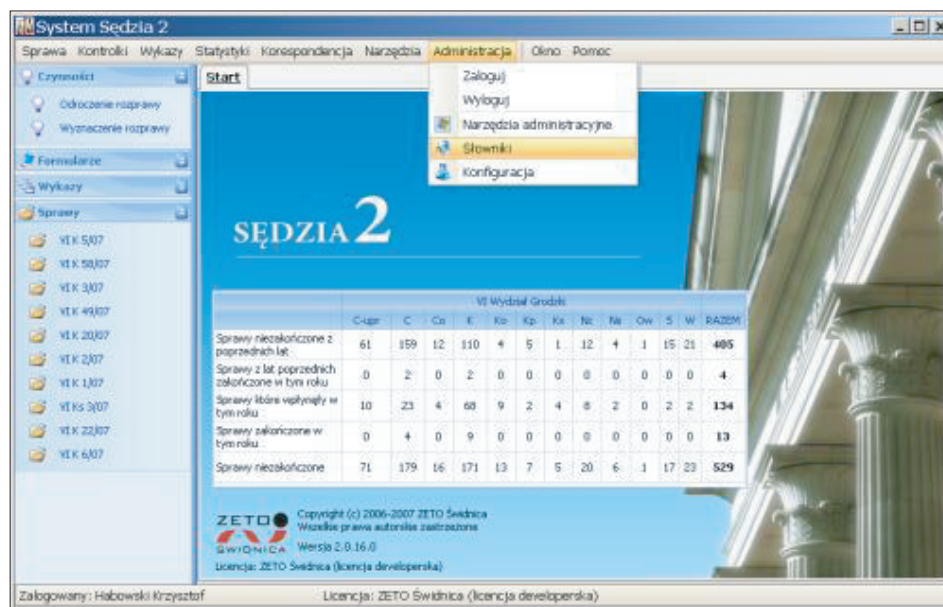 System Sędzia 2
Sprawa Kontrolki Wykazy Statystyki Korespondencja Narzędzia Administracja Okno Pomoc
Czynności
Odroczenie rozprawy
Wyznaczenie rozprawy
Formularze
Wykazy
Sprawy
VI K 5/07
VI K 58/07
VI K 3/07
VI K 49/07
VI K 20/07
VI K 2/07
VI K 1/07
VI Ks 3/07
VI K 22/07
VI K 6/07
Start
Zaloguj
Wyloguj
Narzędzia administracyjne
Słowniki
Konfiguracja
SĘDZIA 2
VI Wydział Grodzki
C-upr C Co K Ko Kp Ks Nc Ns Ow S W RAZEM
Sprawy niezakończone z poprzednich lat 61 159 12 110 4 5 1 12 4 1 15 21 405
Sprawy z lat poprzednich zakończone w tym roku 0 2 0 2 0 0 0 0 0 0 0 0 4
Sprawy które wpłynęły w tym roku 10 23 4 68 9 2 4 8 2 0 2 2 134
Sprawy zakończone w tym roku 0 4 0 9 0 0 0 0 0 0 0 0 13
Sprawy niezakończone 71 179 16 171 13 7 5 20 6 1 17 23 529
ZETO
ŚWIDNICA
Copyright (c) 2006-2007 ZETO Świdnica
Wszelkie prawa autorskie zastrzeżone
Wersja 2.0.16.0
Licencja: ZETO Świdnica (licencja developerska)
Zalogowany: Habowski Krzysztof
Licencja: ZETO Świdnica (licencja developerska)